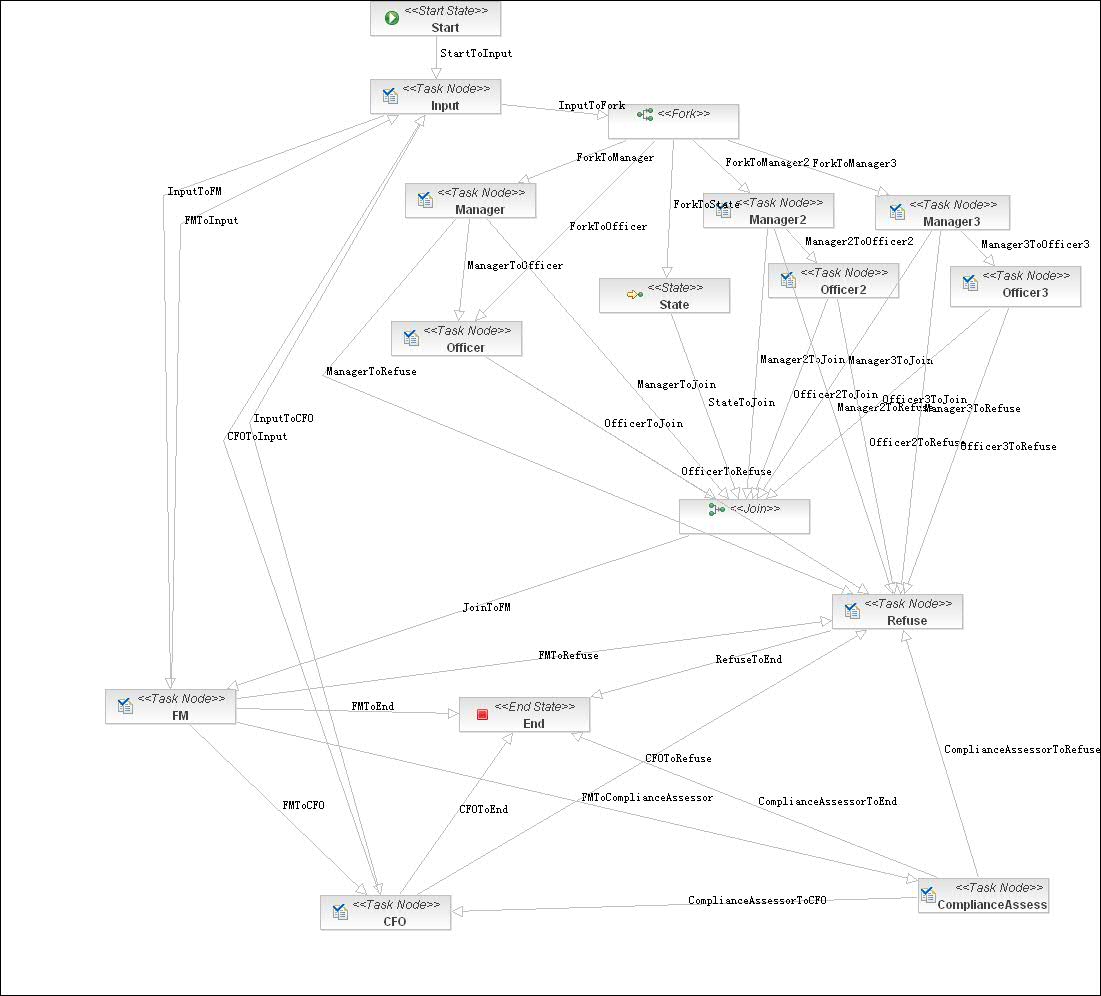 <<Start State>>
Start
StartToInput
<<Task Node>>
Input
InputToFork
<<Fork>>
ForkToManager
ForkToManager2
ForkToManager3
InputToFM
<<Task Node>>
Manager
ForkToState
<<Task Node>>
Manager2
<<Task Node>>
Manager3
FMToInput
ForkToOfficer
Manager2ToOfficer2
Manager3ToOfficer3
ManagerToOfficer
<<State>>
State
<<Task Node>>
Officer2
<<Task Node>>
Officer3
<<Task Node>>
Officer
ManagerToRefuse
ManagerToJoin
Manager2ToJoin
Manager3ToJoin
StateToJoin
Officer2ToJoin
Officer3ToJoin
Manager2ToRefuse
Manager3ToRefuse
InputToCFO
CFOToInput
OfficerToJoin
Officer2ToRefuse
Officer3ToRefuse
OfficerToRefuse
<<Join>>
JoinToFM
<<Task Node>>
Refuse
FMToRefuse
RefuseToEnd
<<Task Node>>
FM
FMToEnd
<<End State>>
End
ComplianceAssessorToRefuse
CFOToRefuse
FMToCFO
CFOToEnd
FMToComplianceAssessor
ComplianceAssessorToEnd
<<Task Node>>
CFO
ComplianceAssessorToCFO
<<Task Node>>
ComplianceAssess